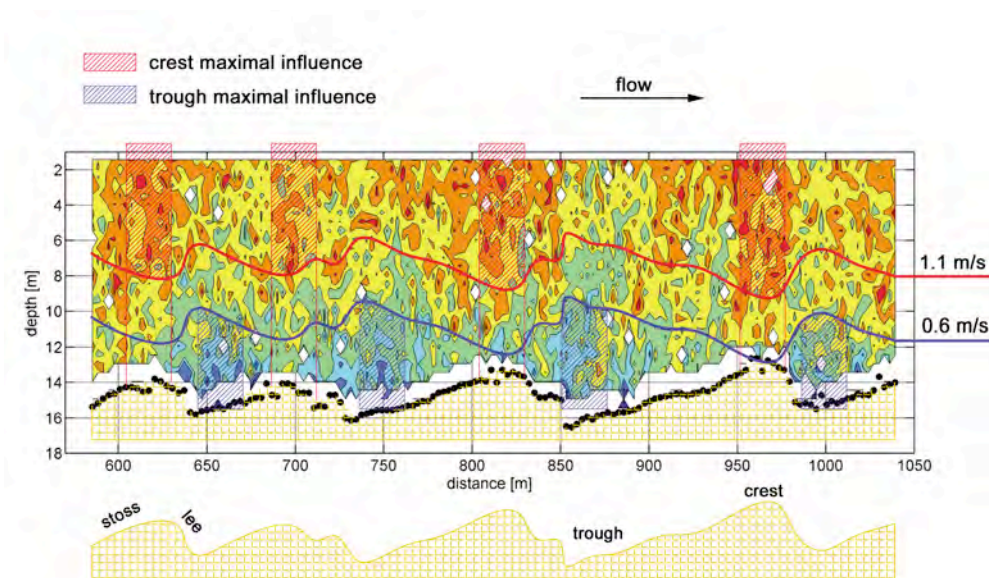 crest maximal influence
trough maximal influence
flow
2
4
6
8
10
12
14
16
18
depth [m]
1.1 m/s
0.6 m/s
600 650 700 750 800 850 900 950 1000 1050
distance [m]
stoss
lee
trough
crest